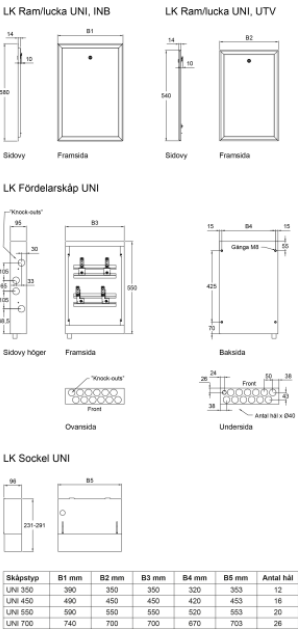 LK Ram/lucka UNI, INB
LK Ram/lucka UNI, UTV
14
B1
10
580
14
B2
10
540
Sidovy
Framsida
Sidovy
Framsida
LK Fördelarskåp UNI
"Knock-outs"
95
30
105
65
33
105
B3
550
15
B4
15
Gänga M8
55
425
70
Sidovy höger
Framsida
Baksida
"Knock-outs"
Front
24
26
50
38
Front
43
38
Antal hål x Ø40
Ovansida
Undersida
LK Sockel UNI
96
B5
231-291
Skåpstyp B1 mm B2 mm B3 mm B4 mm B5 mm Antal hål
UNI 350 390 350 350 320 353 12
UNI 450 490 450 450 420 453 16
UNI 550 590 550 550 520 553 20
UNI 700 740 700 700 670 703 26